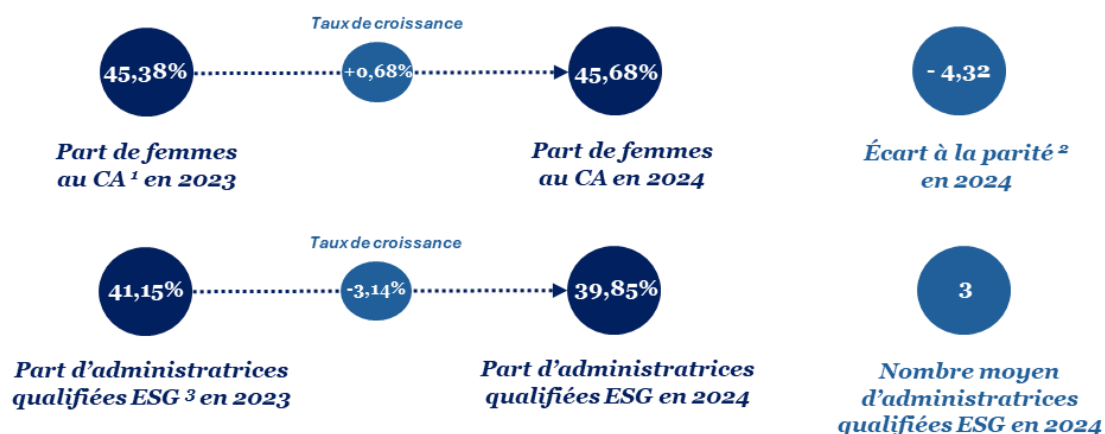 Taux de croissance
45,38%
+0,68%
45,68%
- 4,32
Part de femmes
au CA ¹ en 2023
Part de femmes
au CA en 2024
Écart à la parité ²
en 2024
Taux de croissance
41,15%
-3,14%
39,85%
3
Part d’administratrices
qualifiées ESG ³ en 2023
Part d’administratrices
qualifiées ESG en 2024
Nombre moyen
d’administratrices
qualifiées ESG en 2024